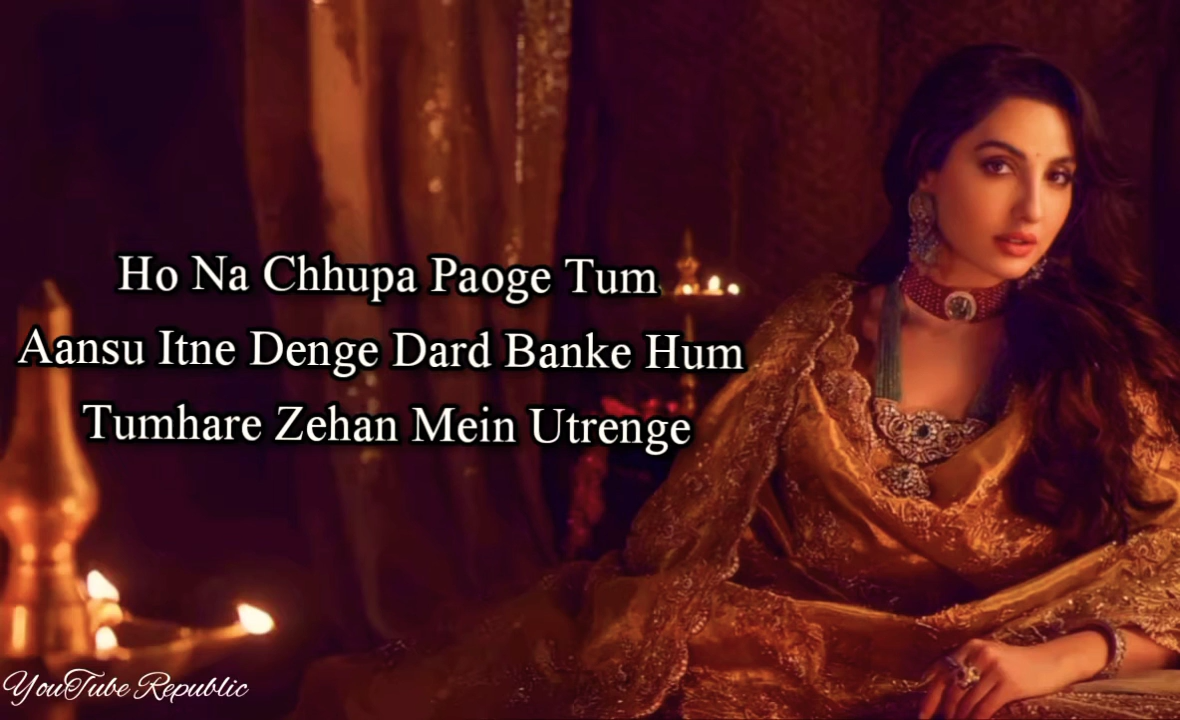 Ho Na Chhupa Paoge Tum
Aansu Itne Denge Dard Banke Hum
Tumhare Zehan Mein Utrenge
YouTube Republic